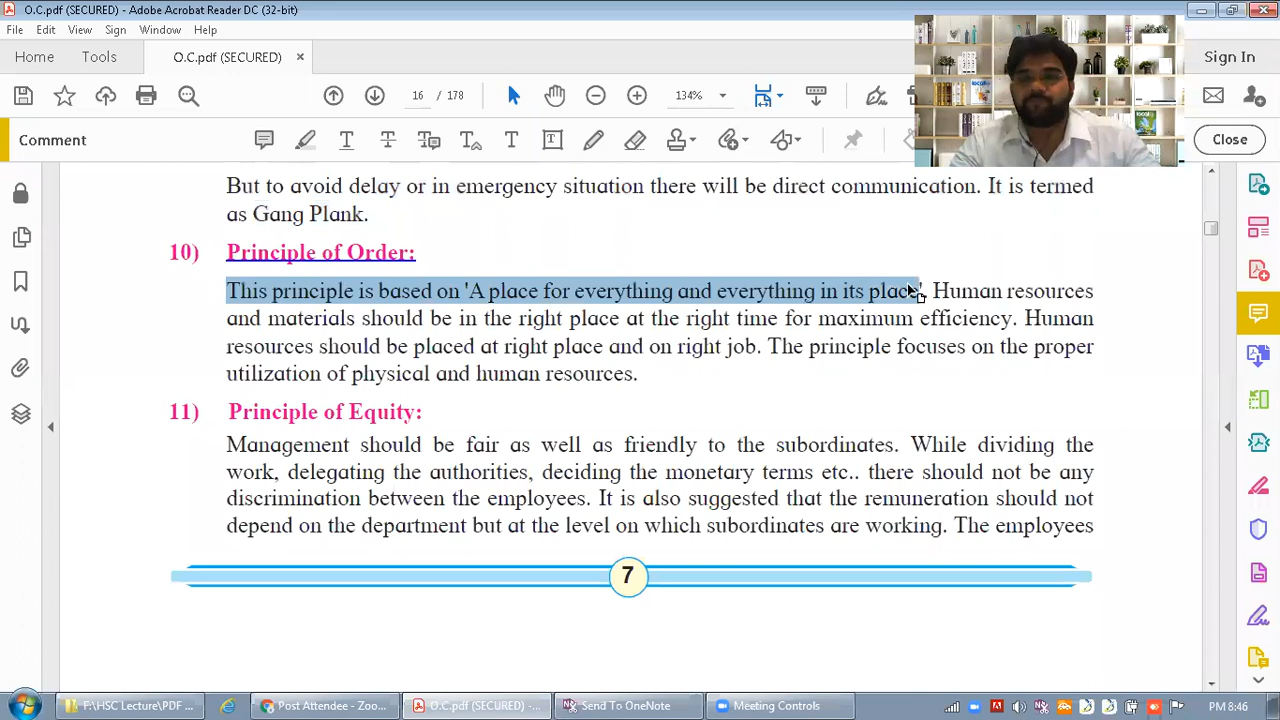 O.C.pdf (SECURED) - Adobe Acrobat Reader DC (32-bit)
File Edit View Sign Window Help
Home Tools O.C.pdf (SECURED) × Sign In
16 / 178 134%
Comment Close
But to avoid delay or in emergency situation there will be direct communication. It is termed
as Gang Plank.
10) Principle of Order:
This principle is based on 'A place for everything and everything in its place'. Human resources
and materials should be in the right place at the right time for maximum efficiency. Human
resources should be placed at right place and on right job. The principle focuses on the proper
utilization of physical and human resources.
11) Principle of Equity:
Management should be fair as well as friendly to the subordinates. While dividing the
work, delegating the authorities, deciding the monetary terms etc.. there should not be any
discrimination between the employees. It is also suggested that the remuneration should not
depend on the department but at the level on which subordinates are working. The employees
7
F:\HSC Lecture\PDF ... Post Attendee - Zoo... O.C.pdf (SECURED) -... Send To OneNote Meeting Controls PM 8:46